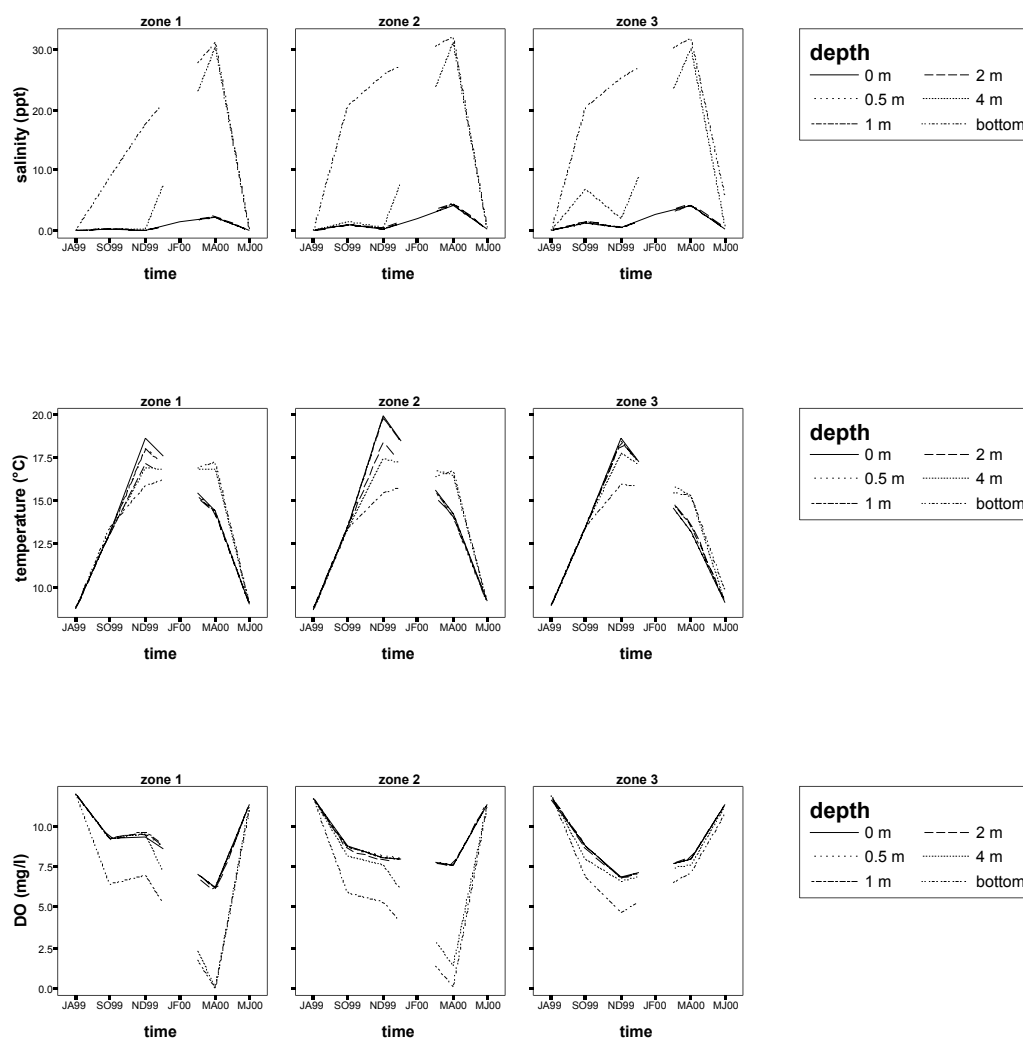 zone 1
zone 2
zone 3
30.0
20.0
10.0
0.0
salinity (ppt)
JA99 SO99 ND99 JF00 MA00 MJ00
JA99 SO99 ND99 JF00 MA00 MJ00
JA99 SO99 ND99 JF00 MA00 MJ00
time
time
time
depth
0 m
2 m
0.5 m
4 m
1 m
bottom
zone 1
zone 2
zone 3
20.0
17.5
15.0
12.5
10.0
temperature (°C)
JA99 SO99 ND99 JF00 MA00 MJ00
JA99 SO99 ND99 JF00 MA00 MJ00
JA99 SO99 ND99 JF00 MA00 MJ00
time
time
time
depth
0 m
2 m
0.5 m
4 m
1 m
bottom
zone 1
zone 2
zone 3
10.0
7.5
5.0
2.5
0.0
DO (mg/l)
JA99 SO99 ND99 JF00 MA00 MJ00
JA99 SO99 ND99 JF00 MA00 MJ00
JA99 SO99 ND99 JF00 MA00 MJ00
time
time
time
depth
0 m
2 m
0.5 m
4 m
1 m
bottom